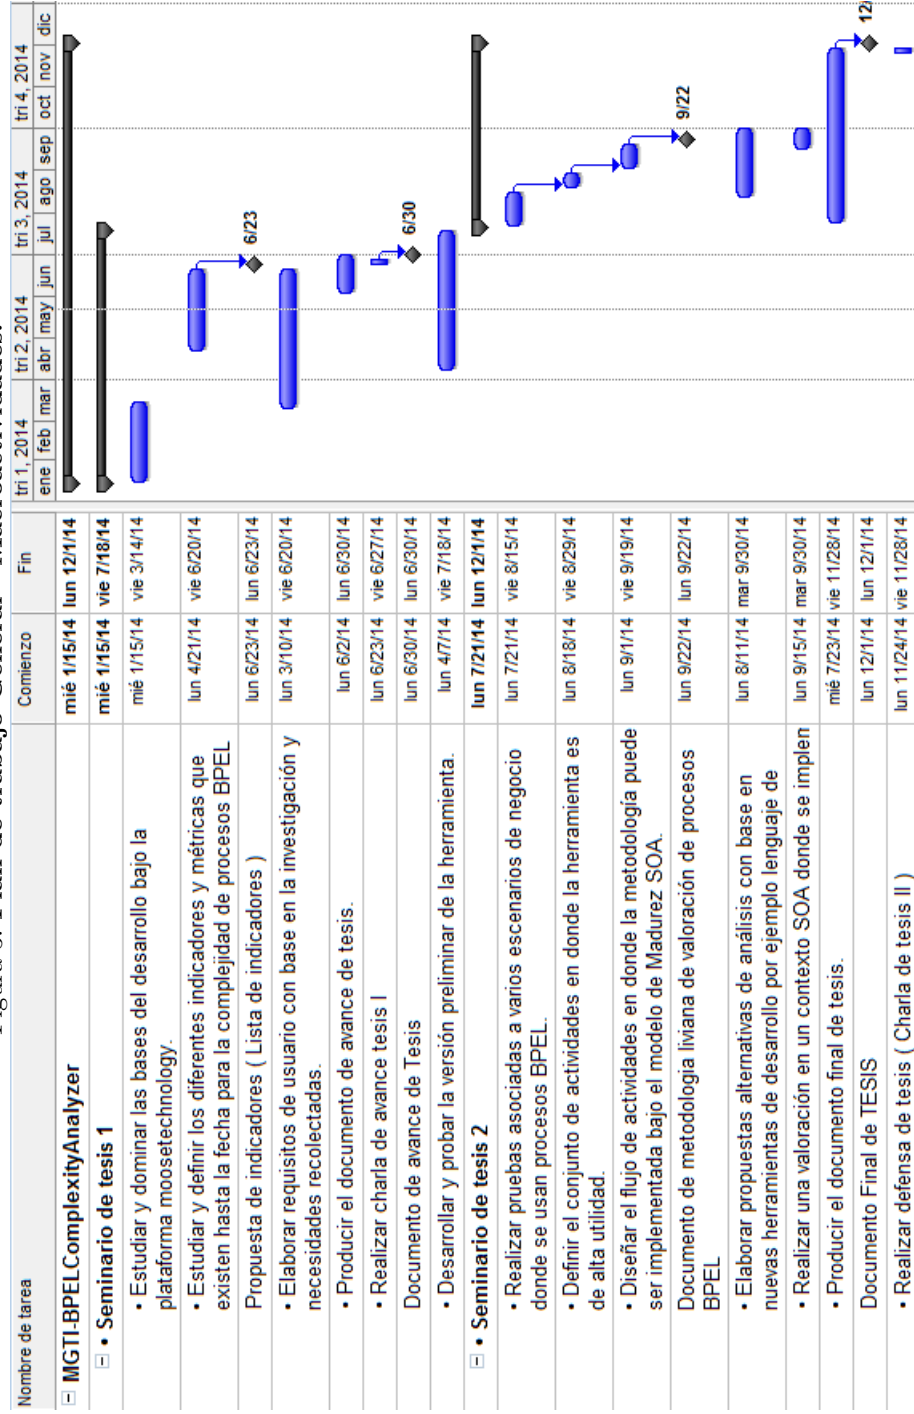 Nombre de tarea Comienzo Fin
tri 1, 2014 tri 2, 2014 tri 3, 2014 tri 4, 2014
ene feb mar abr may jun jul ago sep oct nov dic
MGTI-BPELComplexityAnalyzer mié 1/15/14 lun 12/1/14
• Seminario de tesis 1 mié 1/15/14 vie 7/18/14
• Estudiar y dominar las bases del desarrollo bajo la
plataforma moosetechnology.
mié 1/15/14 vie 3/14/14
• Estudiar y definir los diferentes indicadores y métricas que
existen hasta la fecha para la complejidad de procesos BPEL
lun 4/21/14 vie 6/20/14
Propuesta de indicadores ( Lista de indicadores ) lun 6/23/14 lun 6/23/14
6/23
• Elaborar requisitos de usuario con base en la investigación y
necesidades recolectadas.
lun 3/10/14 vie 6/20/14
• Producir el documento de avance de tesis. lun 6/2/14 lun 6/30/14
• Realizar charla de avance tesis I lun 6/23/14 vie 6/27/14
Documento de avance de Tesis lun 6/30/14 lun 6/30/14
6/30
• Desarrollar y probar la versión preliminar de la herramienta. lun 4/7/14 vie 7/18/14
• Seminario de tesis 2 lun 7/21/14 lun 12/1/14
• Realizar pruebas asociadas a varios escenarios de negocio
donde se usan procesos BPEL.
lun 7/21/14 vie 8/15/14
• Definir el conjunto de actividades en donde la herramienta es
de alta utilidad.
lun 8/18/14 vie 8/29/14
• Diseñar el flujo de actividades en donde la metodología puede
ser implementada bajo el modelo de Madurez SOA.
lun 9/1/14 vie 9/19/14
Documento de metodologia liviana de valoración de procesos
BPEL
lun 9/22/14 lun 9/22/14
9/22
• Elaborar propuestas alternativas de análisis con base en
nuevas herramientas de desarrollo por ejemplo lenguaje de
lun 8/11/14 mar 9/30/14
• Realizar una valoración en un contexto SOA donde se implen lun 9/15/14 mar 9/30/14
• Producir el documento final de tesis. mié 7/23/14 vie 11/28/14
Documento Final de TESIS lun 12/1/14 lun 12/1/14
12/
• Realizar defensa de tesis ( Charla de tesis II ) lun 11/24/14 vie 11/28/14